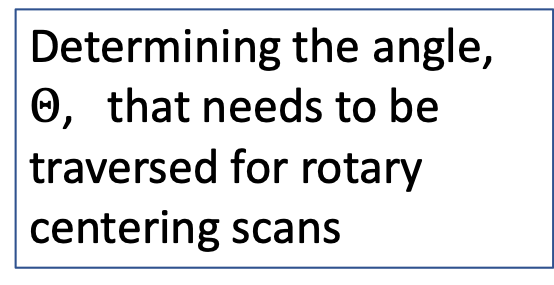 Determining the angle,
Θ,   that needs to be
traversed for rotary
centering scans